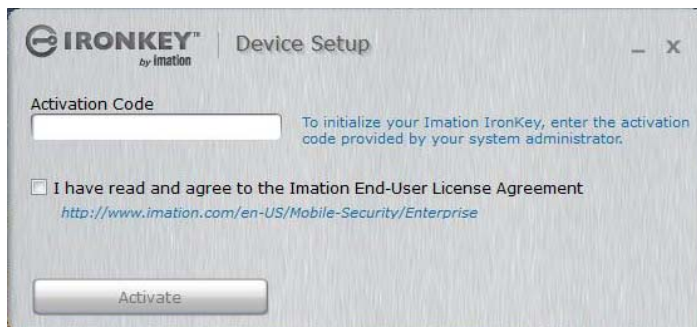 IRONKEY™
by imation
Device Setup
Activation Code
To initialize your Imation IronKey, enter the activation
code provided by your system administrator.
I have read and agree to the Imation End-User License Agreement
http://www.imation.com/en-US/Mobile-Security/Enterprise
Activate